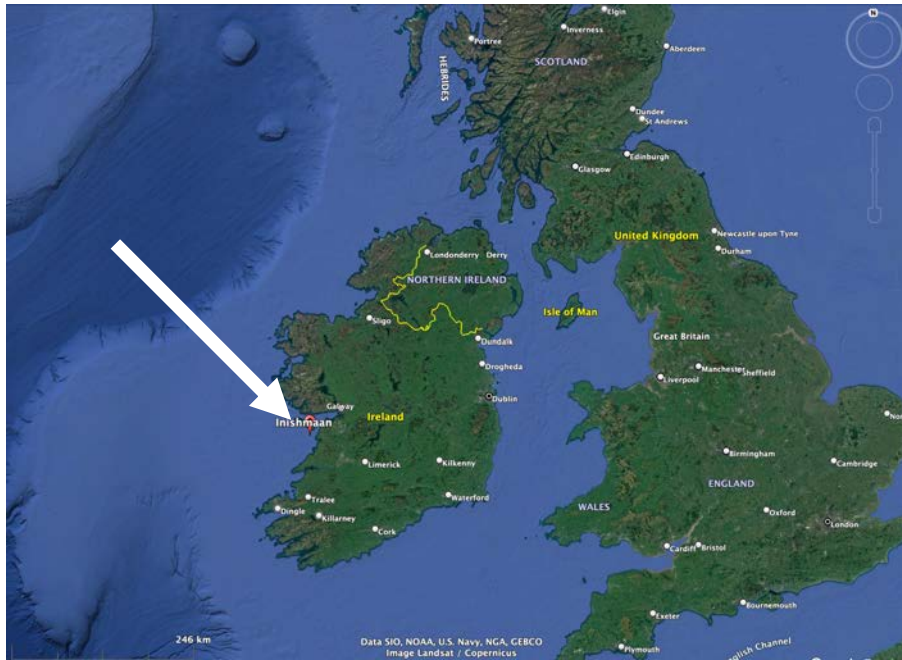 Elgin
N
Inverness
Portree
Aberdeen
SCOTLAND
HEBRIDES
Dundee
St Andrews
Edinburgh
Glasgow
United Kingdom
Newcastle upon Tyne
Durham
Londonderry Derry
NORTHERN IRELAND
Isle of Man
Sligo
Dundalk
Great Britain
Drogheda
Manchester
Sheffield
Liverpool
Dublin
Galway
Ireland
Inishmaan
Birmingham
Limerick
Kilkenny
Cambridge
ENGLAND
Tralee
Waterford
WALES
Dingle
Killarney
Oxford
London
Cork
Cardiff
Bristol
Bournemouth
Exeter
246 km
Data SIO, NOAA, U.S. Navy, NGA, GEBCO
Image Landsat / Copernicus
Plymouth